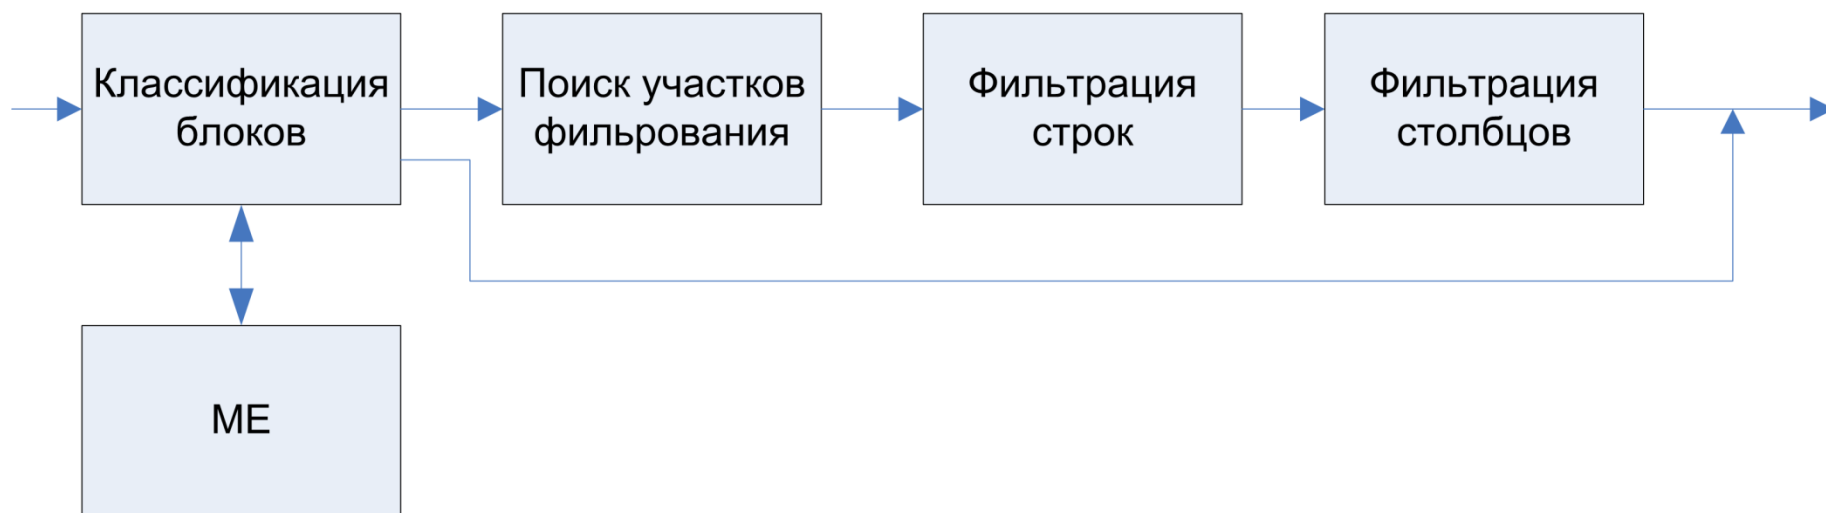 Классификация
блоков
Поиск участков
фильрования
Фильтрация
строк
Фильтрация
столбцов
ME